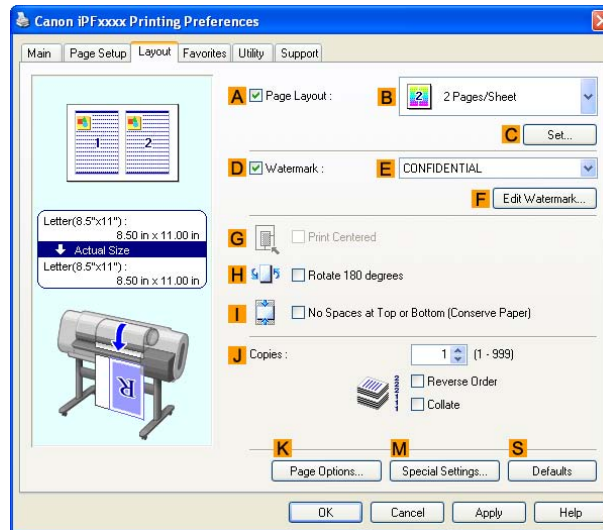 Canon iPFxxxx Printing Preferences
Main Page Setup Layout Favorites Utility Support
A Page Layout : B 2 2 Pages/Sheet
C Set...
D Watermark : E CONFIDENTIAL
F Edit Watermark...
1 2
Letter(8.5"x11") :
8.50 in x 11.00 in
Actual Size
Letter(8.5"x11") :
8.50 in x 11.00 in
R
G Print Centered
H Rotate 180 degrees
I No Spaces at Top or Bottom (Conserve Paper)
J Copies : 1 (1 - 999)
Reverse Order
Collate
K M S
Page Options... Special Settings... Defaults
OK Cancel Apply Help